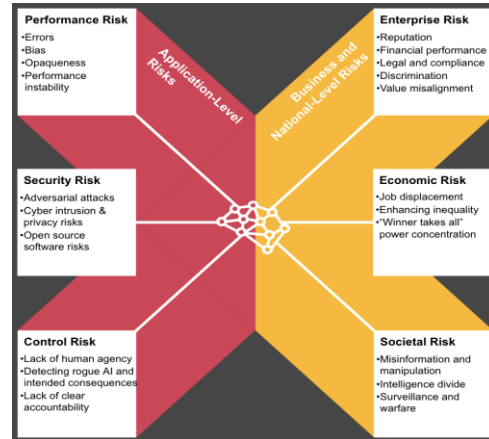 Performance Risk
•Errors
•Bias
•Opaqueness
•Performance
instability
Application-Level
Risks
Business and
National-Level Risks
Enterprise Risk
•Reputation
•Financial performance
•Legal and compliance
•Discrimination
•Value misalignment
Security Risk
•Adversarial attacks
•Cyber intrusion &
privacy risks
•Open source
software risks
Economic Risk
•Job displacement
•Enhancing inequality
•“Winner takes all”
power concentration
Control Risk
•Lack of human agency
•Detecting rogue AI and
intended consequences
•Lack of clear
accountability
Societal Risk
•Misinformation and
manipulation
•Intelligence divide
•Surveillance and
warfare